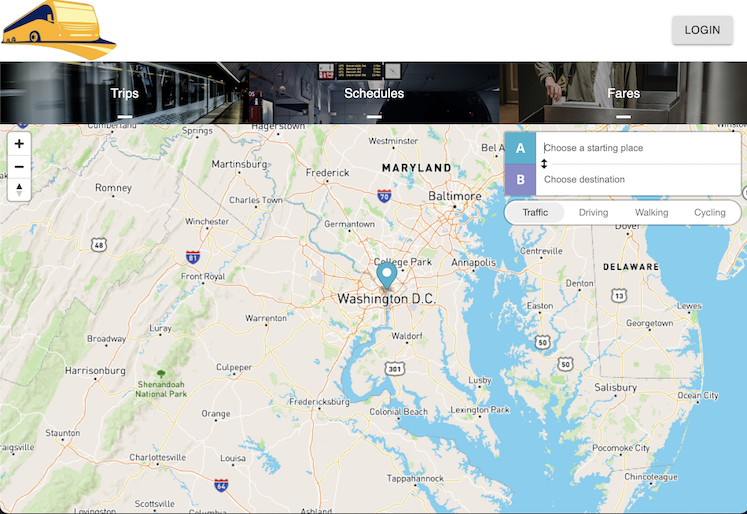 LOGIN
Trips
Schedules
Fares
Cumberland
Springs
Hagerstown
Westminster
Bel A
Winston
A
Choose a starting place
B
Choose destination
Traffic
Driving
Walking
Cycling
+
−
Martinsburg
Frederick
MARYLAND
Romney
70
Baltimore
Charles Town
Winchester
Germantown
Dover
48
81
College Park
Annapolis
Centreville
DELAWARE
Front Royal
Denton
13
Washington D.C.
Easton
Lewes
Warrenton
Georgetown
Luray
Broadway
Waldorf
50
Harrisonburg
Culpeper
301
50
Shenandoah
National Park
Lusby
Salisbury
Fredericksburg
Ocean City
Orange
Colonial Beach
Lexington Park
Staunton
Pocomoke City
raigsville
Charlottesville
Louisa
Tappahannock
Chincoteague
64
Scottsville
Lovingston
Ashland